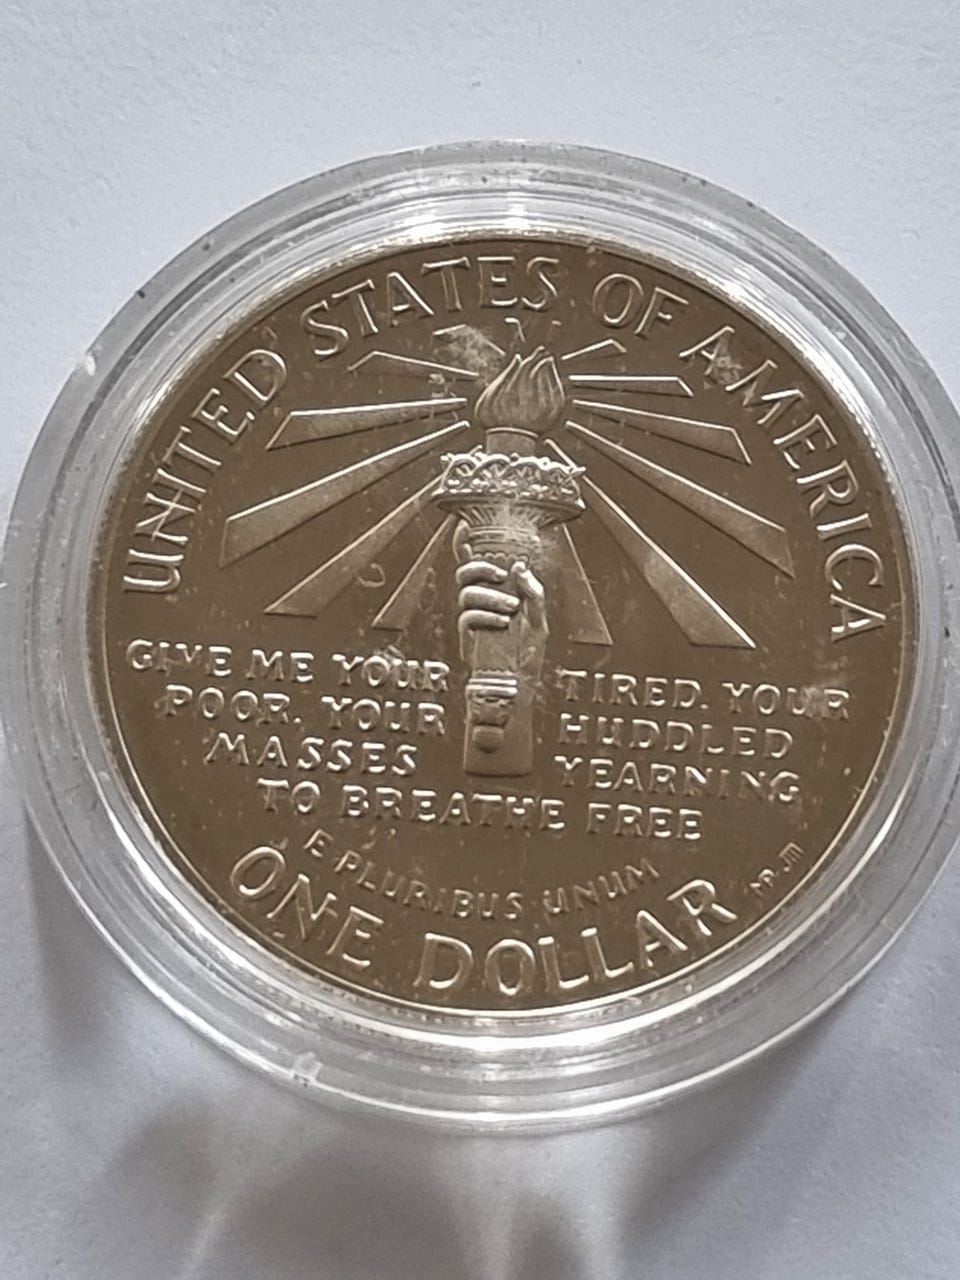 UNITED STATES OF AMERICA
GIVE ME YOUR TIRED. YOUR
POOR. YOUR HUDDLED
MASSES YEARNING
TO BREATHE FREE
E PLURIBUS UNUM
ONE DOLLAR